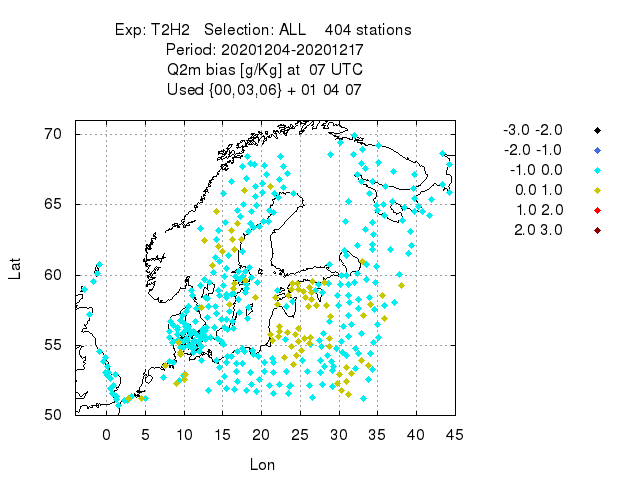 Exp: T2H2 Selection: ALL 404 stations
Period: 20201204-20201217
Q2m bias [g/Kg] at 07 UTC
Used {00,03,06} + 01 04 07
-3.0 -2.0
-2.0 -1.0
-1.0 0.0
0.0 1.0
1.0 2.0
2.0 3.0
70
65
60
55
50
Lat
0 5 10 15 20 25 30 35 40 45
Lon